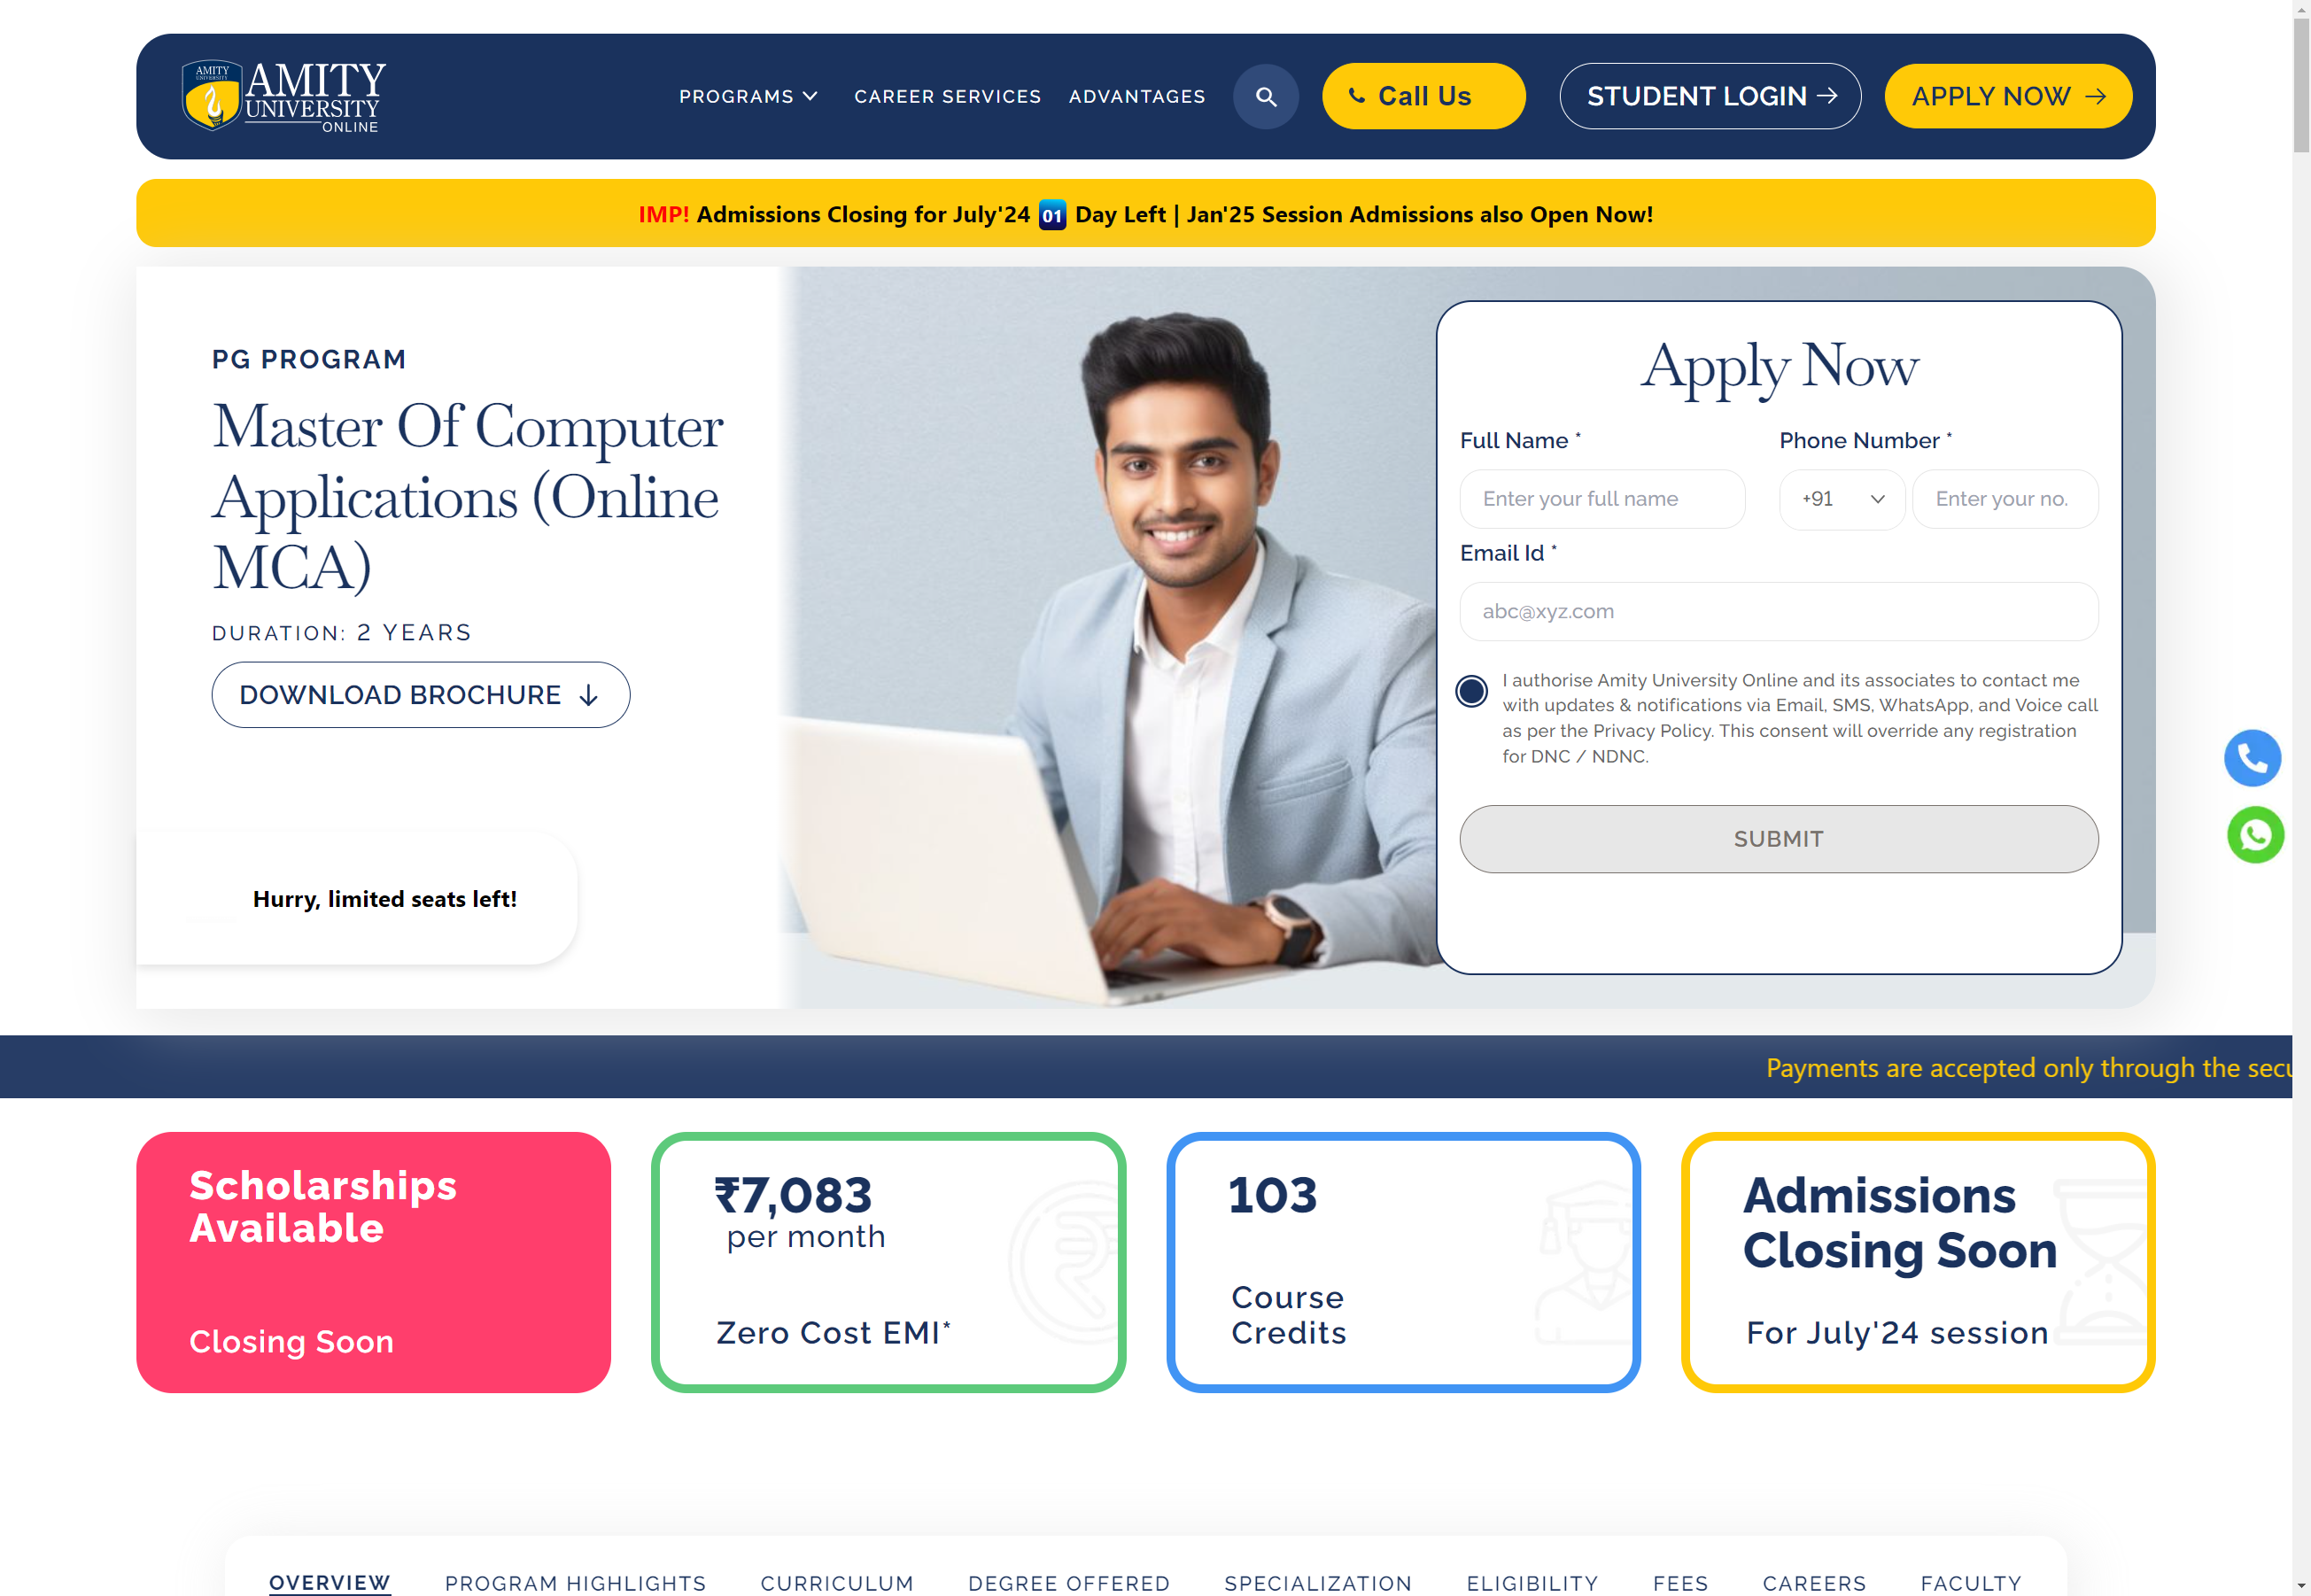 AMITY
UNIVERSITY
AMITY
UNIVERSITY
ONLINE
PROGRAMS
CAREER SERVICES
ADVANTAGES
Call Us
STUDENT LOGIN
APPLY NOW
IMP! Admissions Closing for July'24 01 Day Left | Jan'25 Session Admissions also Open Now!
PG PROGRAM
Master Of Computer
Applications (Online
MCA)
DURATION: 2 YEARS
DOWNLOAD BROCHURE
Hurry, limited seats left!
Apply Now
Full Name *
Phone Number *
Enter your full name
+91
Enter your no.
Email Id *
abc@xyz.com
I authorise Amity University Online and its associates to contact me
with updates & notifications via Email, SMS, WhatsApp, and Voice call
as per the Privacy Policy. This consent will override any registration
for DNC / NDNC.
SUBMIT
Payments are accepted only through the secu
Scholarships
Available
Closing Soon
₹7,083
per month
Zero Cost EMI*
103
Course
Credits
Admissions
Closing Soon
For July'24 session
OVERVIEW
PROGRAM HIGHLIGHTS
CURRICULUM
DEGREE OFFERED
SPECIALIZATION
ELIGIBILITY
FEES
CAREERS
FACULTY